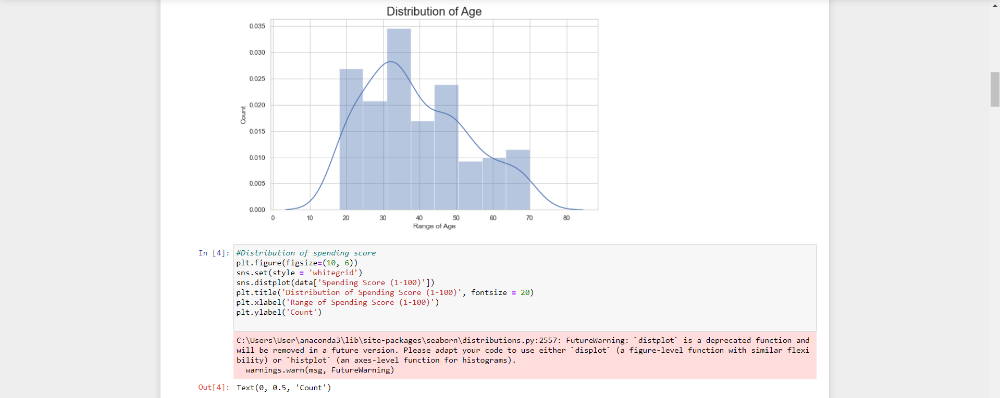 Distribution of Age
0.035
0.030
0.025
0.020
0.015
0.010
0.005
0.000
Count
0 10 20 30 40 50 60 70 80
Range of Age
In [4]: #Distribution of spending score
plt.figure(figsize=(10, 6))
sns.set(style = 'whitegrid')
sns.distplot(data['Spending Score (1-100)'])
plt.title('Distribution of Spending Score (1-100)', fontsize = 20)
plt.xlabel('Range of Spending Score (1-100)')
plt.ylabel('Count')
C:\Users\User\anaconda3\lib\site-packages\seaborn\distributions.py:2557: FutureWarning: `distplot` is a deprecated function and
will be removed in a future version. Please adapt your code to use either `displot` (a figure-level function with similar flexi
bility) or `histplot` (an axes-level function for histograms).
  warnings.warn(msg, FutureWarning)
Out[4]: Text(0, 0.5, 'Count')